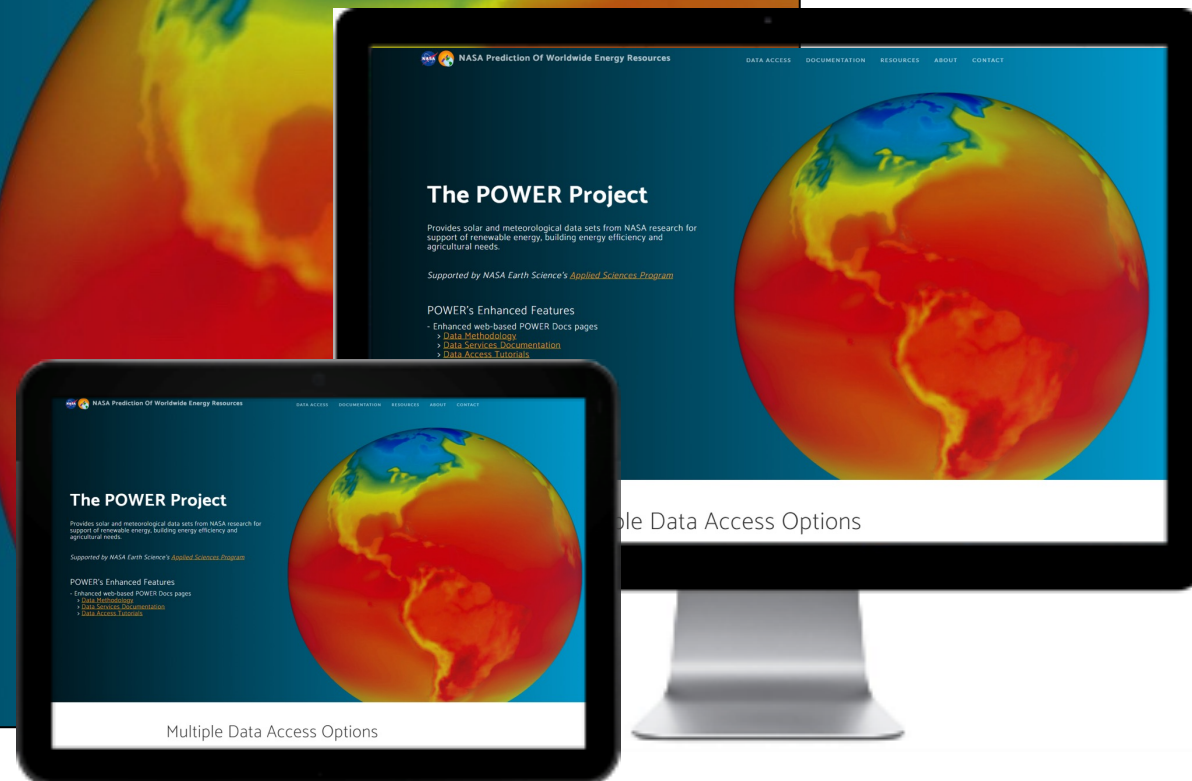 NASA Prediction Of Worldwide Energy Resources
DATA ACCESS DOCUMENTATION RESOURCES ABOUT CONTACT
The POWER Project
Provides solar and meteorological data sets from NASA research for
support of renewable energy, building energy efficiency and
agricultural needs.
Supported by NASA Earth Science's Applied Sciences Program
POWER's Enhanced Features
- Enhanced web-based POWER Docs pages
> Data Methodology
> Data Services Documentation
> Data Access Tutorials
ple Data Access Options
NASA Prediction Of Worldwide Energy Resources
DATA ACCESS DOCUMENTATION RESOURCES ABOUT CONTACT
The POWER Project
Provides solar and meteorological data sets from NASA research for
support of renewable energy, building energy efficiency and
agricultural needs.
Supported by NASA Earth Science's Applied Sciences Program
POWER's Enhanced Features
- Enhanced web-based POWER Docs pages
> Data Methodology
> Data Services Documentation
> Data Access Tutorials
Multiple Data Access Options